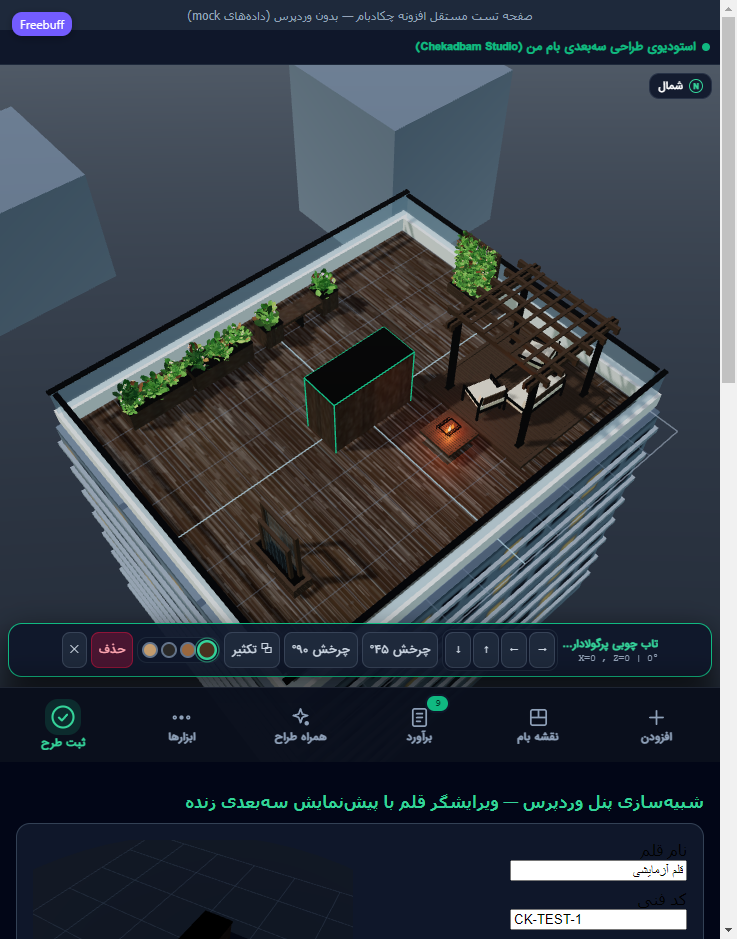 صفحه تست مستقل افزونه چکادبام — بدون وردپرس (داده‌های mock)
Freebuff
استودیوی طراحی سه‌بعدی بام من (Chekadbam Studio)
N شمال
تاب چوبی پرگولادار...
X=0 , Z=0 | 0°
→ ← ↑ ↓ چرخش ۴۵° چرخش ۹۰° تکثیر حذف ×
9
افزودن نقشه بام برآورد همراه طراح ابزارها ثبت طرح
شبیه‌سازی پنل وردپرس — ویرایشگر قلم با پیش‌نمایش سه‌بعدی زنده
نام قلم
قلم آزمایشی
کد فنی
CK-TEST-1